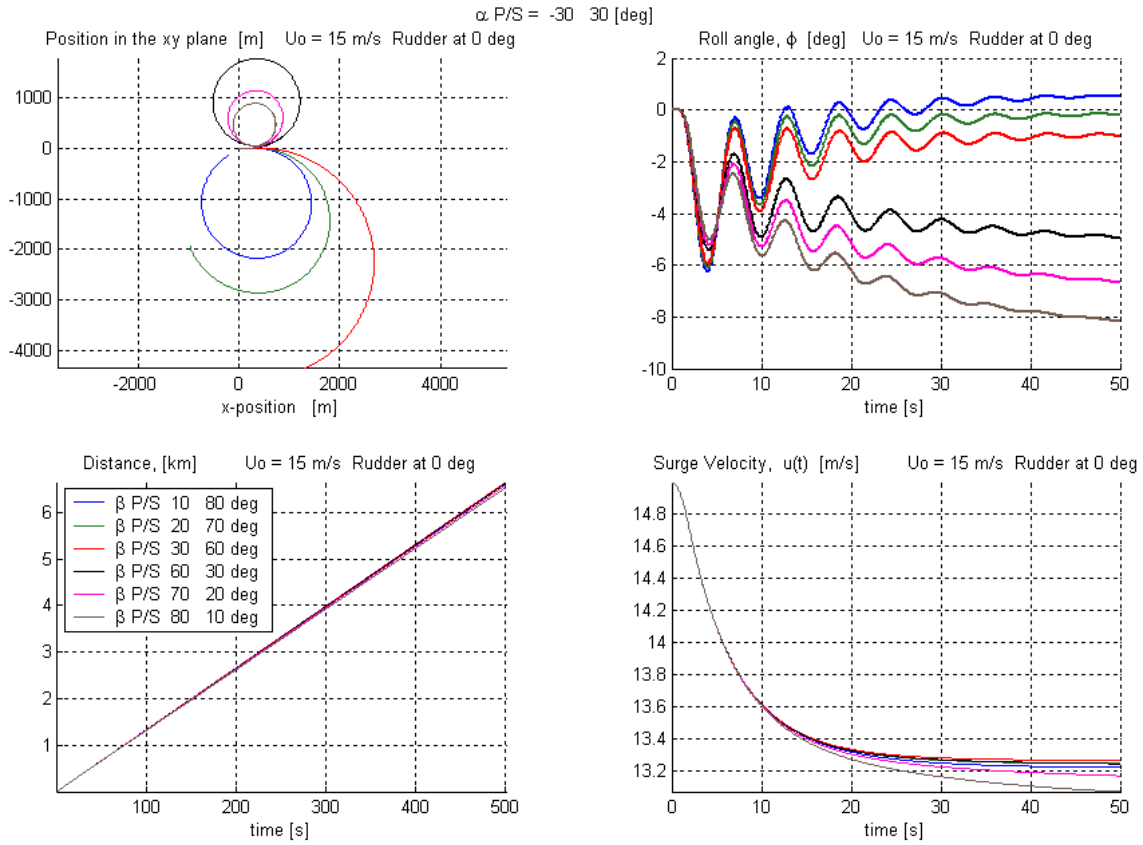 α P/S = -30 30 [deg]
Position in the xy plane [m] Uo = 15 m/s Rudder at 0 deg
1000
0
-1000
-2000
-3000
-4000
-2000 0 2000 4000
x-position [m]
Roll angle, ϕ [deg] Uo = 15 m/s Rudder at 0 deg
2
0
-2
-4
-6
-8
-10
0 10 20 30 40 50
time [s]
Distance, [km] Uo = 15 m/s Rudder at 0 deg
6
5
4
3
2
1
β P/S 10 80 deg
β P/S 20 70 deg
β P/S 30 60 deg
β P/S 60 30 deg
β P/S 70 20 deg
β P/S 80 10 deg
100 200 300 400 500
time [s]
Surge Velocity, u(t) [m/s] Uo = 15 m/s Rudder at 0 deg
14.8
14.6
14.4
14.2
14
13.8
13.6
13.4
13.2
0 10 20 30 40 50
time [s]